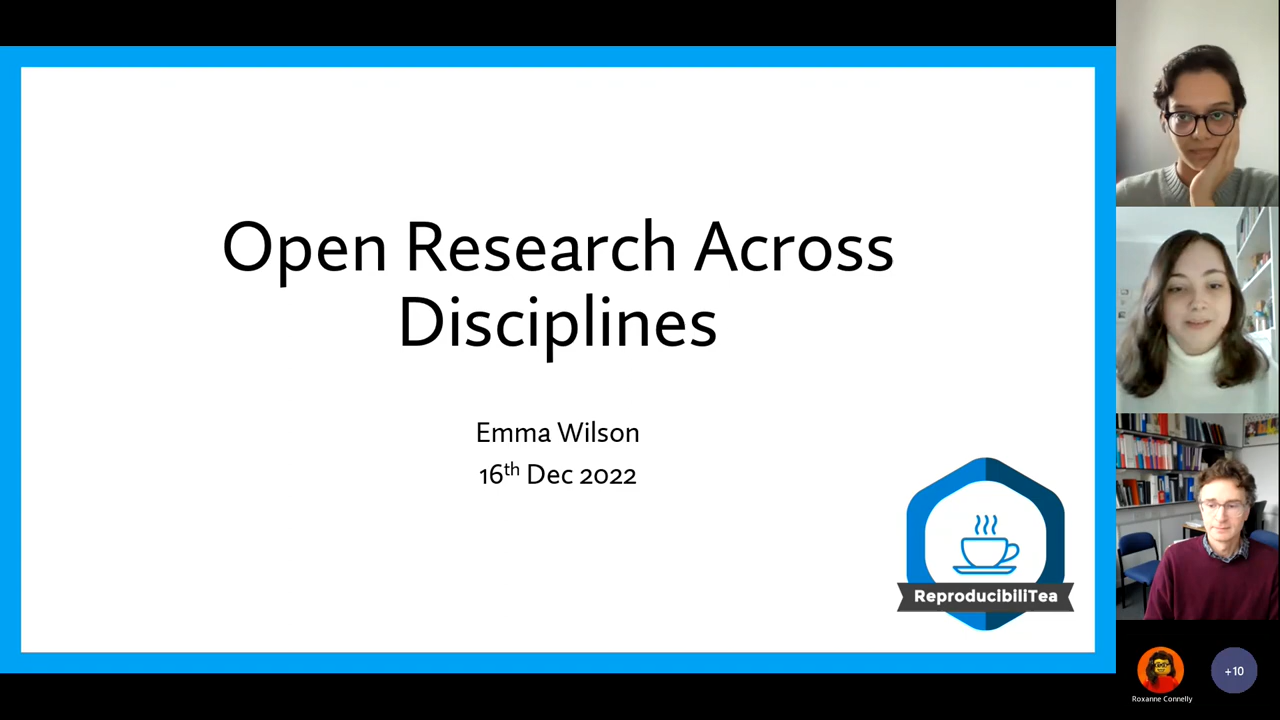 Open Research Across
Disciplines
Emma Wilson
16th Dec 2022
ReproducibiliTea
Roxanne Connelly
+10